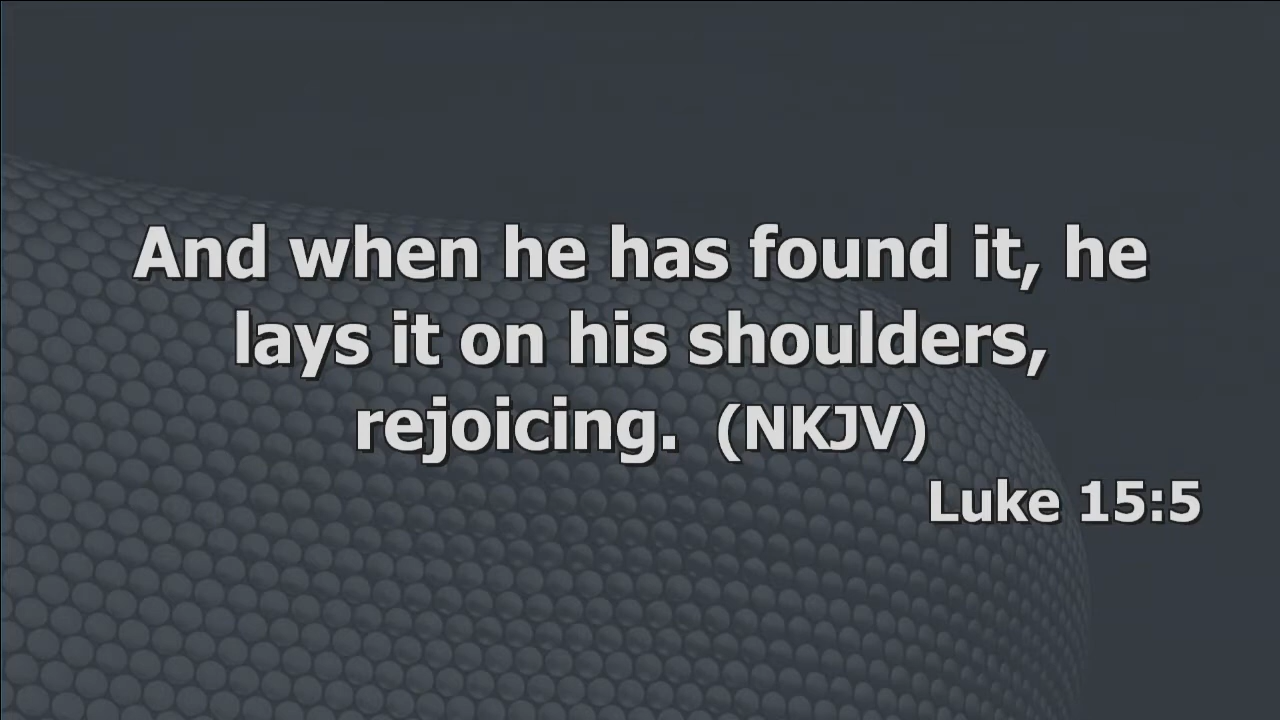 And when he has found it, he
lays it on his shoulders,
rejoicing. (NKJV)
Luke 15:5